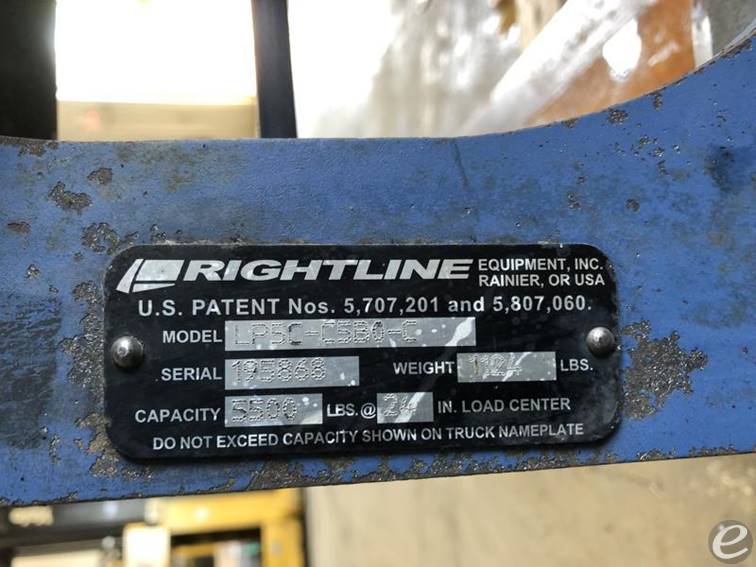 RIGHTLINE EQUIPMENT, INC. RAINIER, OR USA
U.S. PATENT Nos. 5,707,201 and 5,807,060.
MODEL LP5C-C5B0-C
SERIAL 195868 WEIGHT 1124 LBS.
CAPACITY 5500 LBS.@ 24 IN. LOAD CENTER
DO NOT EXCEED CAPACITY SHOWN ON TRUCK NAMEPLATE
e